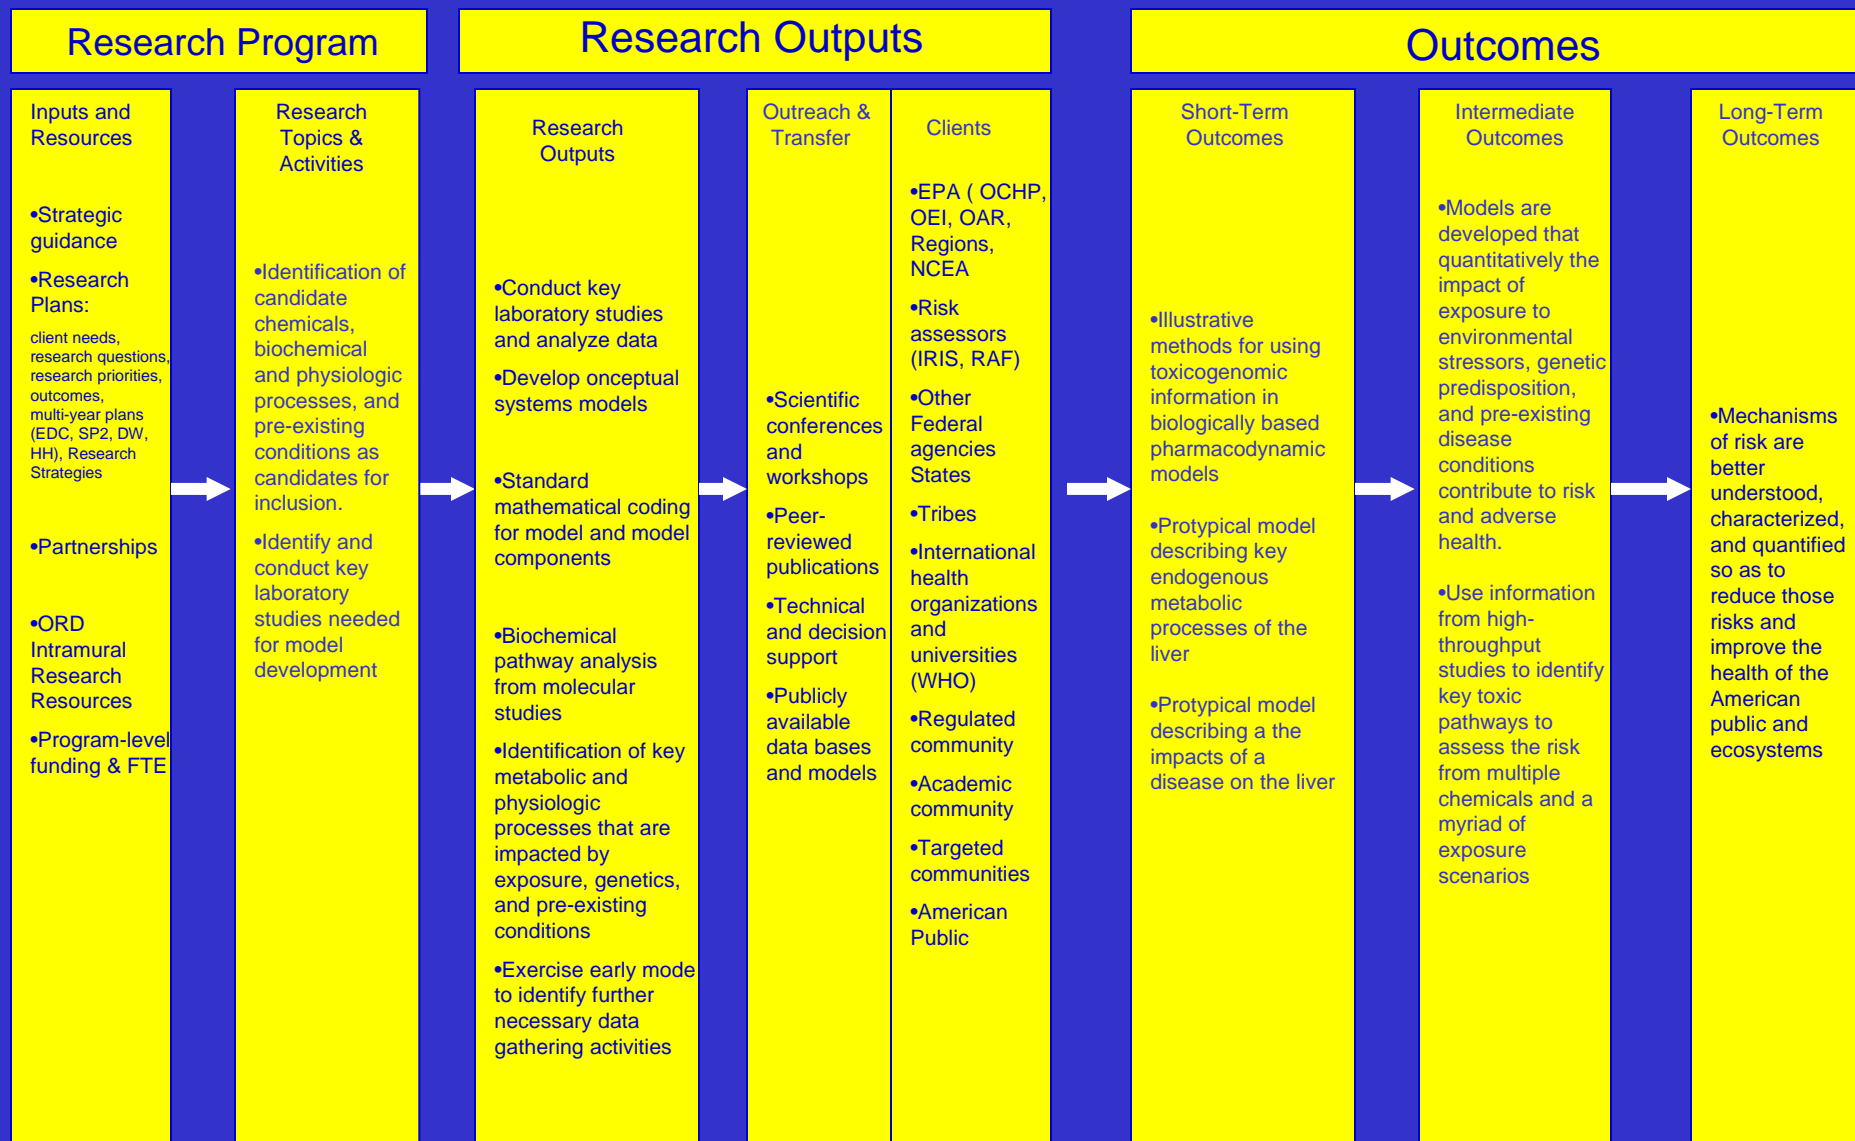 Research Program
Research Outputs
Outcomes
Inputs and
Resources
•Strategic
guidance
•Research
Plans:
client needs,
research questions,
research priorities,
outcomes,
multi-year plans
(EDC, SP2, DW,
HH), Research
Strategies
•Partnerships
•ORD
Intramural
Research
Resources
•Program-level
funding & FTE
Research
Topics &
Activities
•Identification of
candidate
chemicals,
biochemical
and physiologic
processes, and
pre-existing
conditions as
candidates for
inclusion.
•Identify and
conduct key
laboratory
studies needed
for model
development
Research
Outputs
•Conduct key
laboratory studies
and analyze data
•Develop onceptual
systems models
•Standard
mathematical coding
for model and model
components
•Biochemical
pathway analysis
from molecular
studies
•Identification of key
metabolic and
physiologic
processes that are
impacted by
exposure, genetics,
and pre-existing
conditions
•Exercise early mode
to identify further
necessary data
gathering activities
Outreach &
Transfer
•Scientific
conferences
and
workshops
•Peer-
reviewed
publications
•Technical
and decision
support
•Publicly
available
data bases
and models
Clients
•EPA ( OCHP,
OEI, OAR,
Regions,
NCEA
•Risk
assessors
(IRIS, RAF)
•Other
Federal
agencies
States
•Tribes
•International
health
organizations
and
universities
(WHO)
•Regulated
community
•Academic
community
•Targeted
communities
•American
Public
Short-Term
Outcomes
•Illustrative
methods for using
toxicogenomic
information in
biologically based
pharmacodynamic
models
•Protypical model
describing key
endogenous
metabolic
processes of the
liver
•Protypical model
describing a the
impacts of a
disease on the liver
Intermediate
Outcomes
•Models are
developed that
quantitatively the
impact of
exposure to
environmental
stressors, genetic
predisposition,
and pre-existing
disease
conditions
contribute to risk
and adverse
health.
•Use information
from high-
throughput
studies to identify
key toxic
pathways to
assess the risk
from multiple
chemicals and a
myriad of
exposure
scenarios
Long-Term
Outcomes
•Mechanisms
of risk are
better
understood,
characterized,
and quantified
so as to
reduce those
risks and
improve the
health of the
American
public and
ecosystems